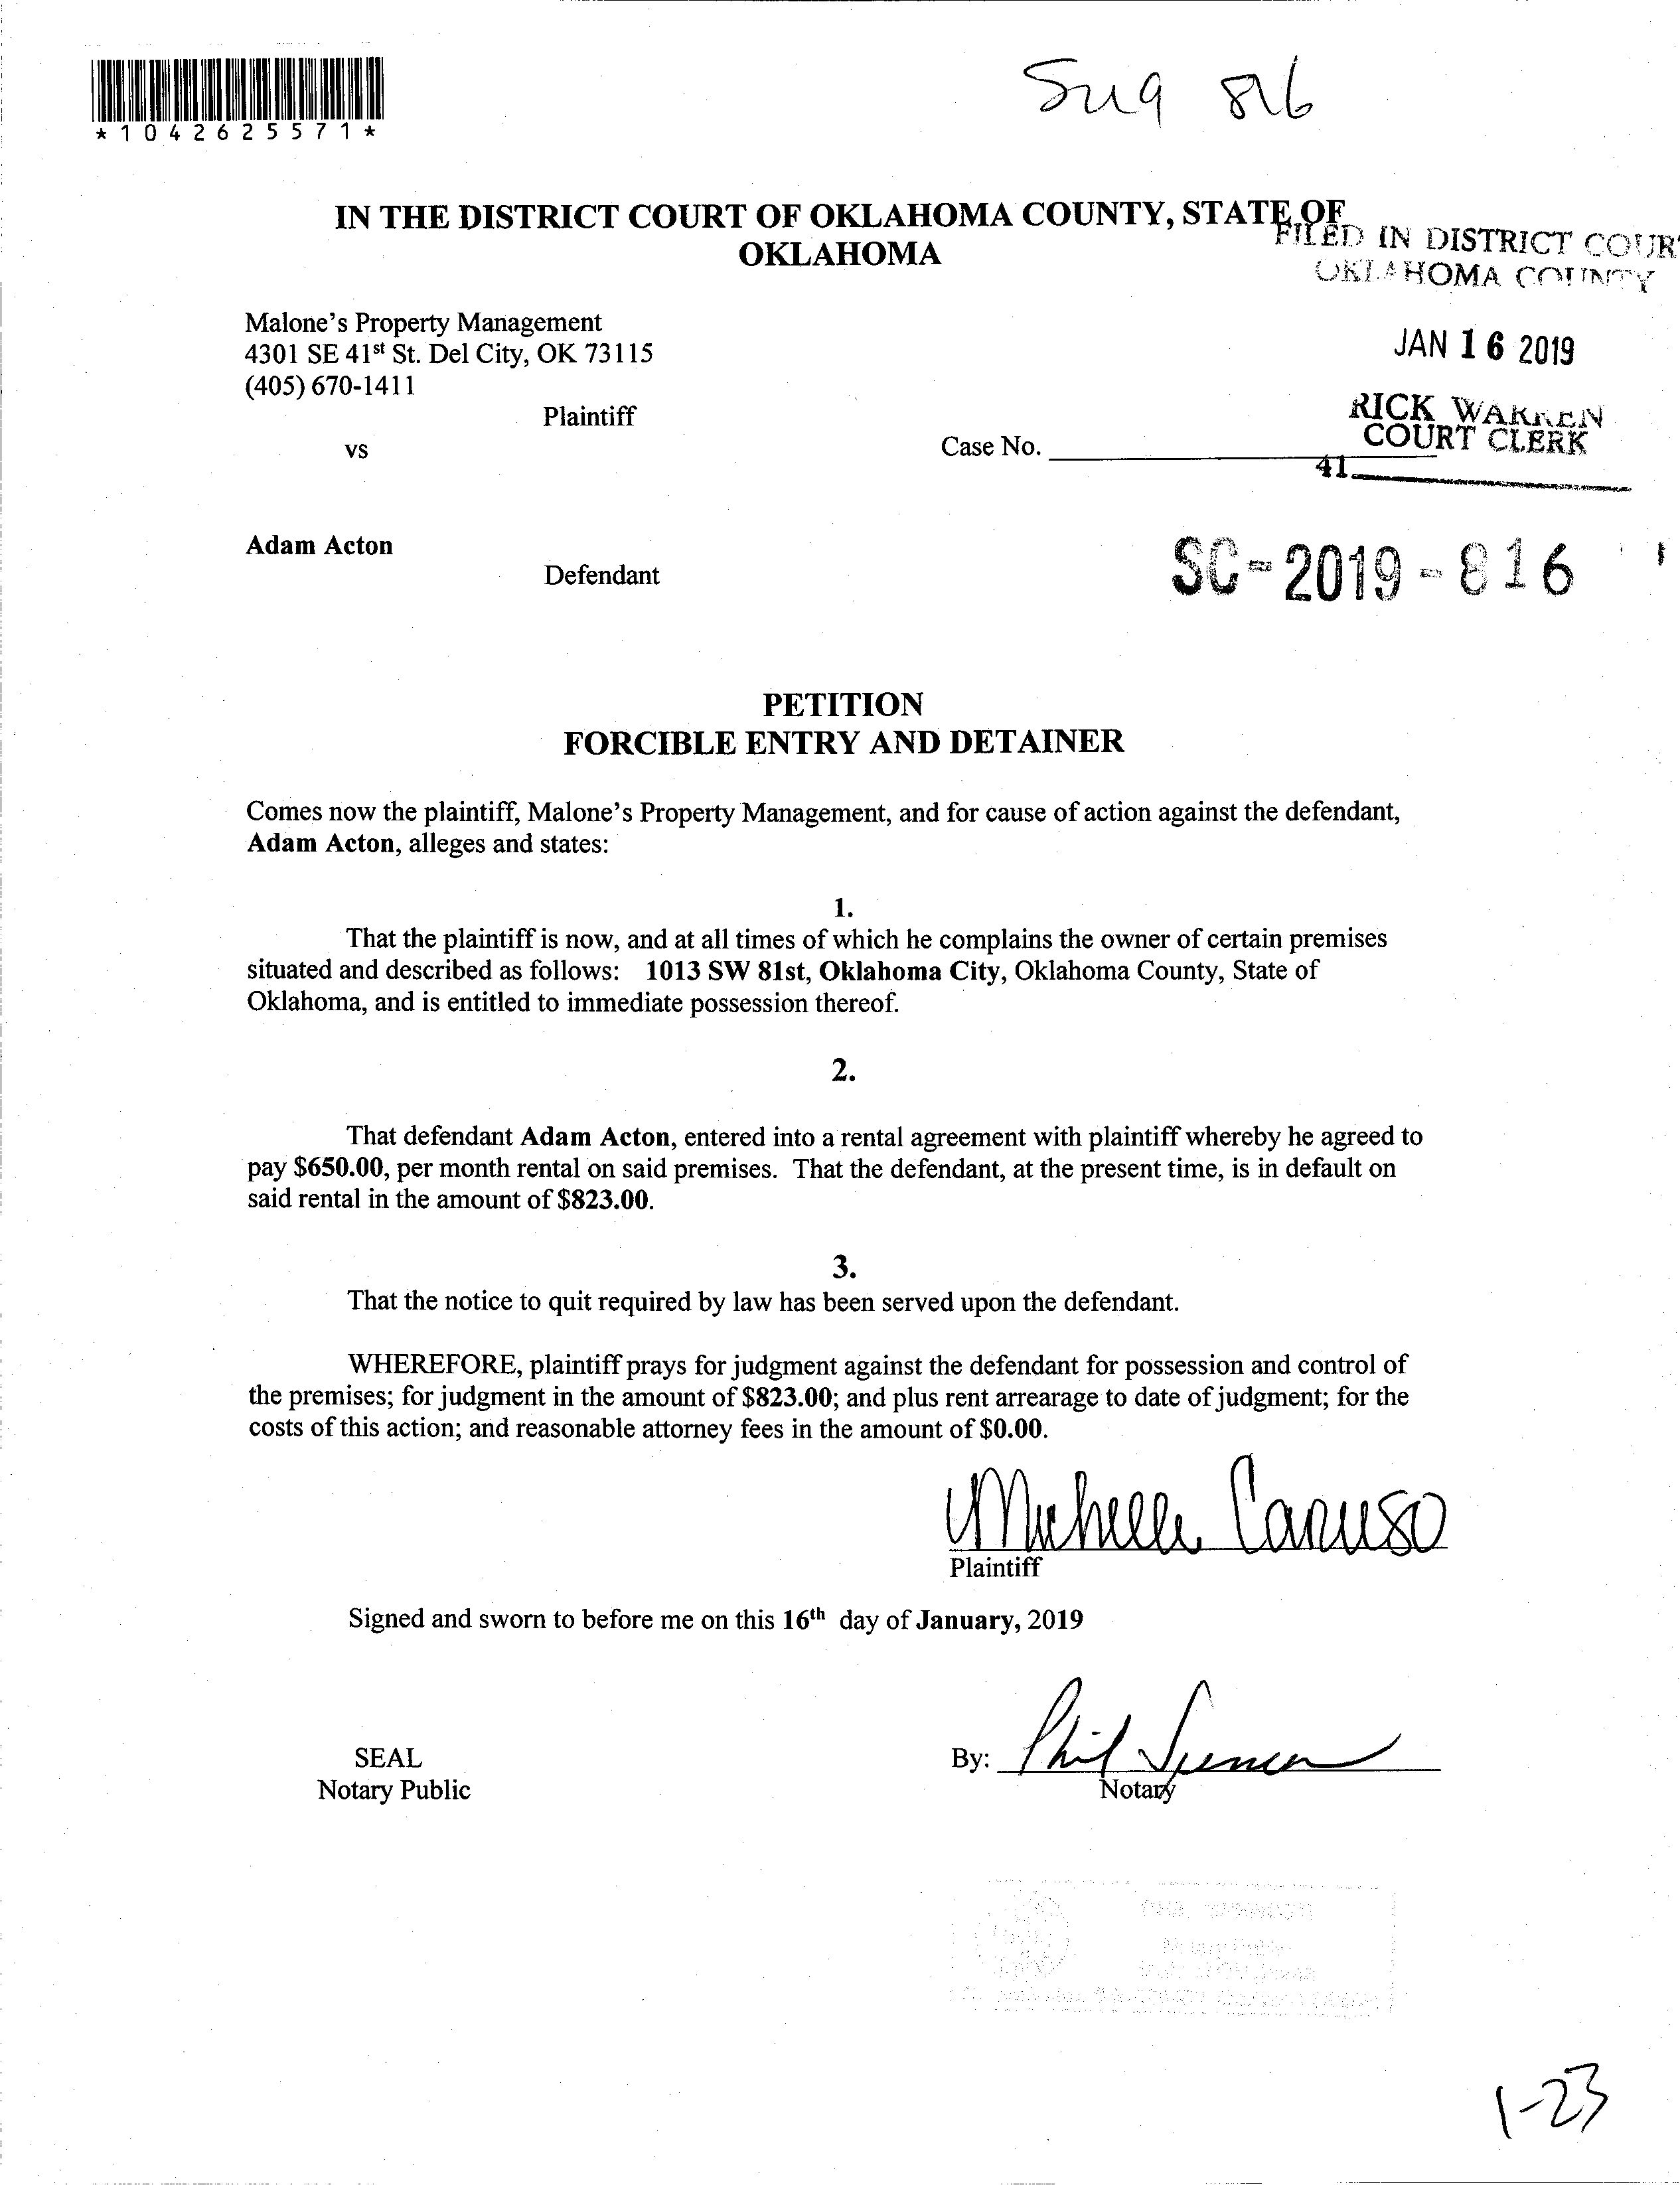 *1042625571*
816
IN THE DISTRICT COURT OF OKLAHOMA COUNTY, STATE OF
OKLAHOMA
FILED IN DISTRICT COUR
OKLAHOMA COUNTY
Malone's Property Management
4301 SE 41st St. Del City, OK 73115
(405) 670-1411
JAN 16 2019
Plaintiff
RICK WARREN
COURT CLERK
vs
Case No.
41
Adam Acton
Defendant
SC-2019-816
PETITION
FORCIBLE ENTRY AND DETAINER
Comes now the plaintiff, Malone's Property Management, and for cause of action against the defendant,
Adam Acton, alleges and states:
1.
That the plaintiff is now, and at all times of which he complains the owner of certain premises
situated and described as follows: 1013 SW 81st, Oklahoma City, Oklahoma County, State of
Oklahoma, and is entitled to immediate possession thereof.
2.
That defendant Adam Acton, entered into a rental agreement with plaintiff whereby he agreed to
pay $650.00, per month rental on said premises. That the defendant, at the present time, is in default on
said rental in the amount of $823.00.
3.
That the notice to quit required by law has been served upon the defendant.
WHEREFORE, plaintiff prays for judgment against the defendant for possession and control of
the premises; for judgment in the amount of $823.00; and plus rent arrearage to date of judgment; for the
costs of this action; and reasonable attorney fees in the amount of $0.00.
Michelle Caruso
Plaintiff
Signed and sworn to before me on this 16th day of January, 2019
SEAL
Notary Public
By: Phil
Notary
1-23